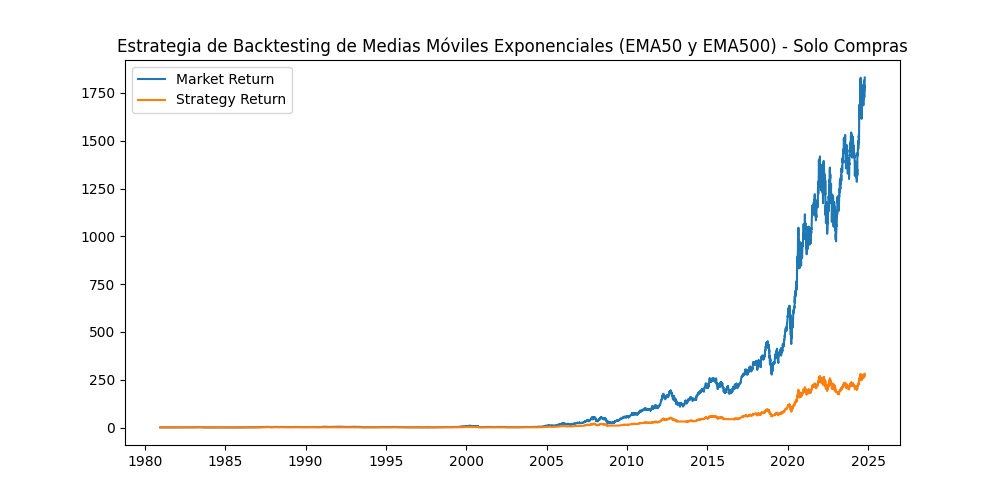 Estrategia de Backtesting de Medias Móviles Exponenciales (EMA50 y EMA500) - Solo Compras
Market Return
Strategy Return
1750
1500
1250
1000
750
500
250
0
1980 1985 1990 1995 2000 2005 2010 2015 2020 2025